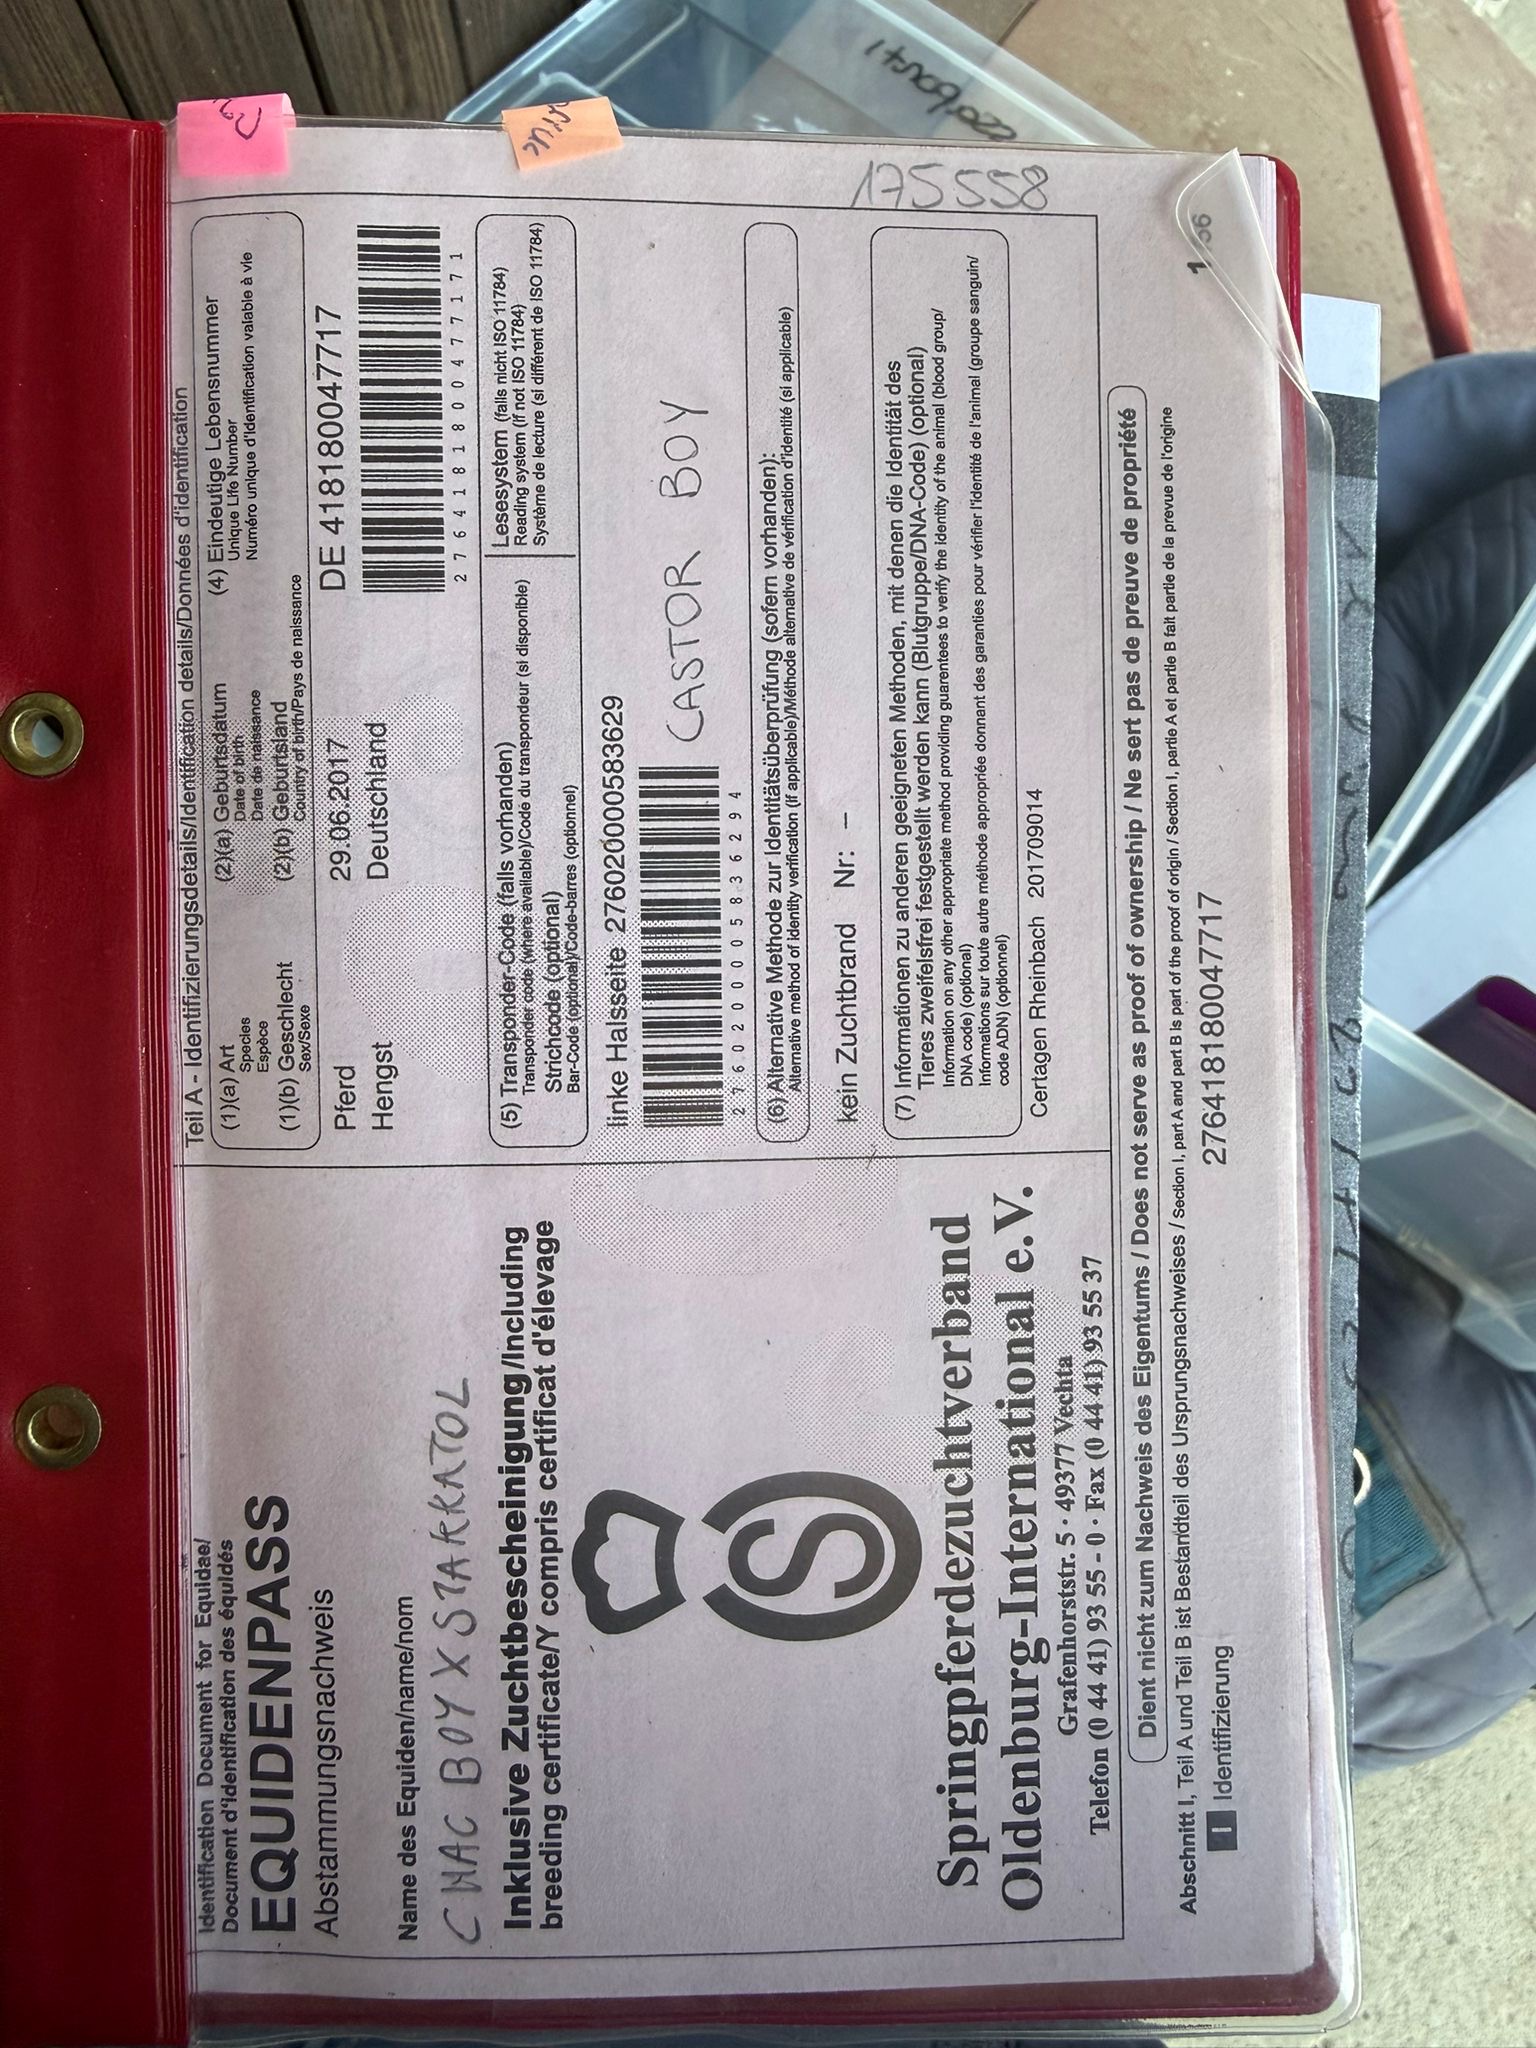 Identification Document for Equidae/
Document d'identification des équidés
EQUIDENPASS
Abstammungsnachweis
Name des Equiden/name/nom
CHAC BOY X STAKKATOL
Inklusive Zuchtbescheinigung/Including
breeding certificate/Y compris certificat d'élevage
S
Springpferdezuchtverband
Oldenburg-International e.V.
Grafenhorststr. 5 · 49377 Vechta
Telefon (0 44 41) 93 55 - 0 · Fax (0 44 41) 93 55 37
Teil A - Identifizierungsdetails/Identification details/Données d'identification
(1)(a) Art
Species
Espèce
(1)(b) Geschlecht
Sex/Sexe
(2)(a) Geburtsdatum
Date of birth
Date de naissance
(2)(b) Geburtsland
Country of birth/Pays de naissance
(4) Eindeutige Lebensnummer
Unique Life Number
Numéro unique d'identification valable à vie
Pferd
Hengst
29.06.2017
Deutschland
DE 418180047717
2 7 6 4 1 8 1 8 0 0 4 7 7 1 7 1
(5) Transponder-Code (falls vorhanden)
Transponder code (where available)/Codé du transpondeur (si disponible)
Strichcode (optional)
Bar-Code (optional)/Code-barres (optionnel)
Lesesystem (falls nicht ISO 11784)
Reading system (if not ISO 11784)
Système de lecture (si différent de ISO 11784)
linke Halsseite 276020000583629
2 7 6 0 2 0 0 0 0 5 8 3 6 2 9 4
CASTOR BOY
(6) Alternative Methode zur Identitätsüberprüfung (sofern vorhanden):
Alternative method of identity verification (if applicable)/Méthode alternative de vérification d'identité (si applicable)
kein Zuchtbrand Nr: –
175558
(7) Informationen zu anderen geeigneten Methoden, mit denen die Identität des
Tieres zweifelsfrei festgestellt werden kann (Blutgruppe/DNA-Code) (optional)
Information on any other appropriate method providing guarentees to verify the identity of the animal (blood group/
DNA code) (optional)
Informations sur toute autre méthode appropriée donnant des garanties pour vérifier l'identité de l'animal (groupe sanguin/
code ADN) (optionnel)
Certagen Rheinbach 201709014
Dient nicht zum Nachweis des Eigentums / Does not serve as proof of ownership / Ne sert pas de preuve de propriété
Abschnitt I, Teil A und Teil B ist Bestandteil des Ursprungsnachweises / Section I, part A and part B is part of the proof of origin / Section I, partie A et partie B fait partie de la prevue de l'origine
I Identifizierung
276418180047717